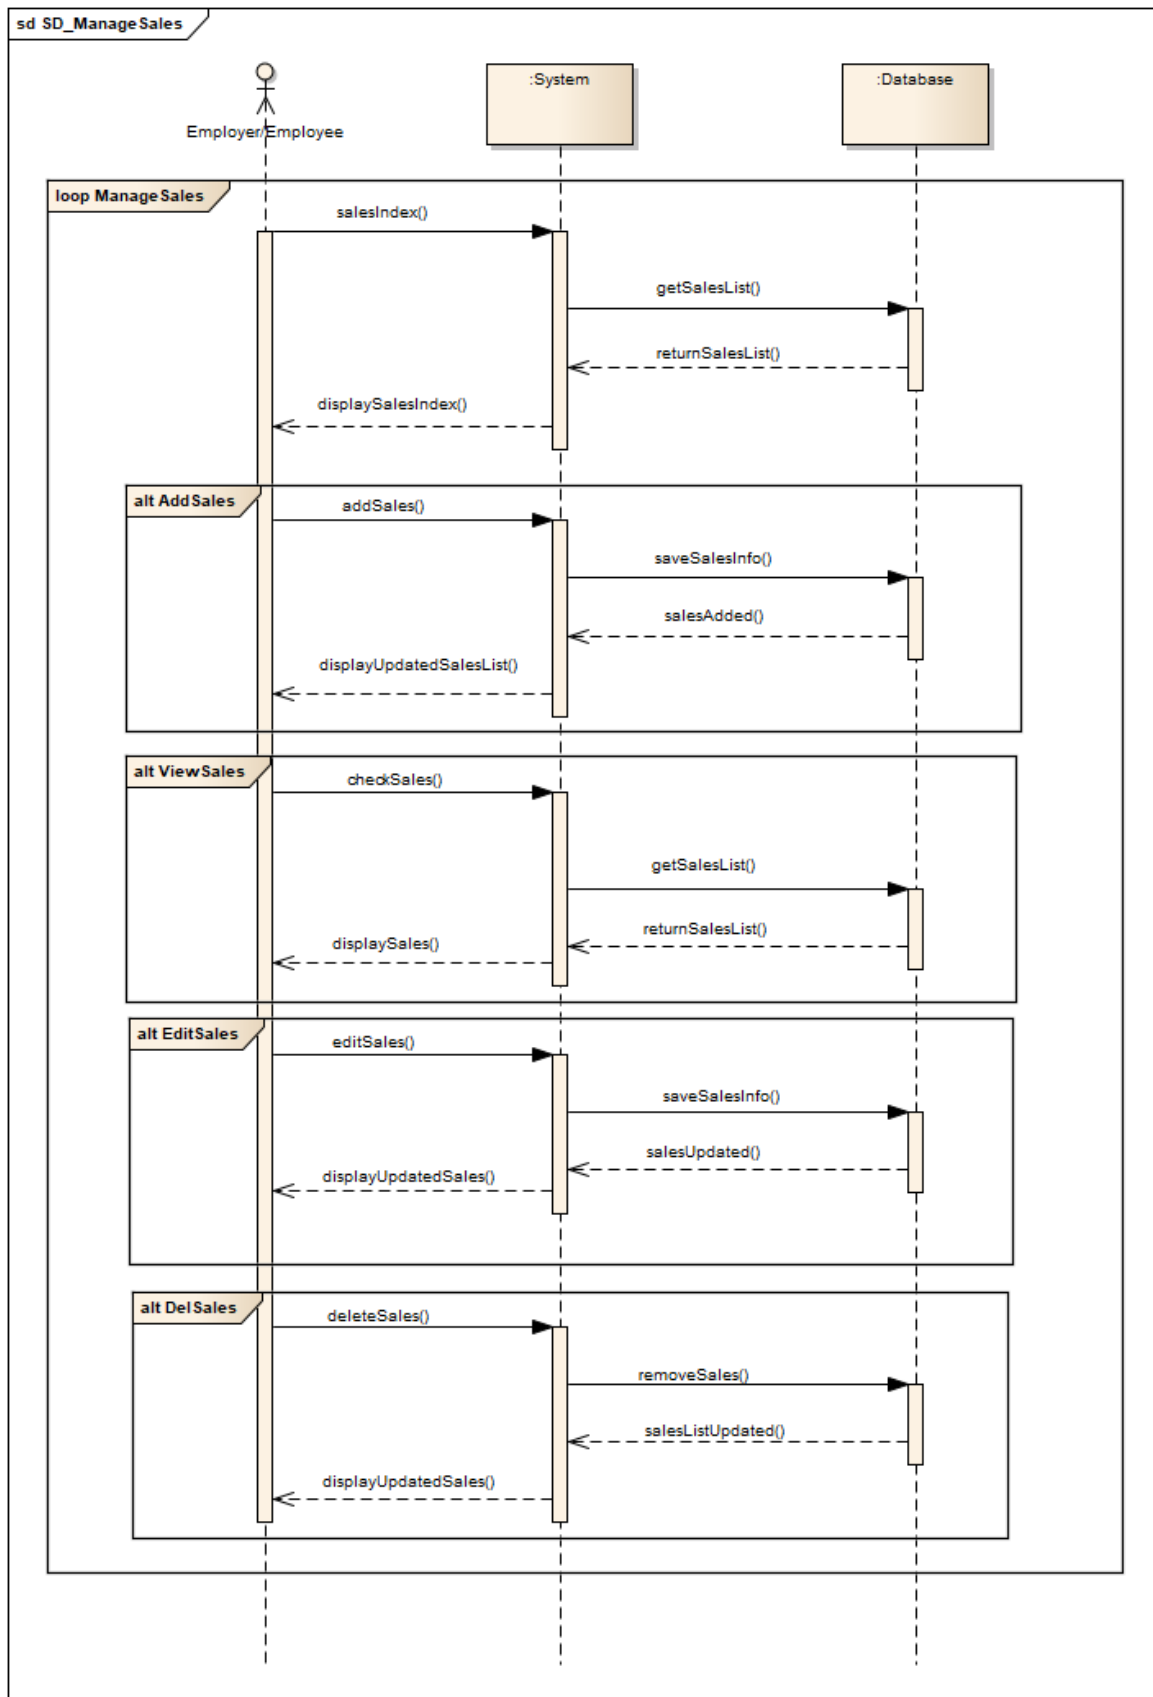 sd SD_ManageSales
Employer/Employee
:System
:Database
loop ManageSales
salesIndex()
getSalesList()
returnSalesList()
displaySalesIndex()
alt AddSales
addSales()
saveSalesInfo()
salesAdded()
displayUpdatedSalesList()
alt ViewSales
checkSales()
getSalesList()
returnSalesList()
displaySales()
alt EditSales
editSales()
saveSalesInfo()
salesUpdated()
displayUpdatedSales()
alt DelSales
deleteSales()
removeSales()
salesListUpdated()
displayUpdatedSales()